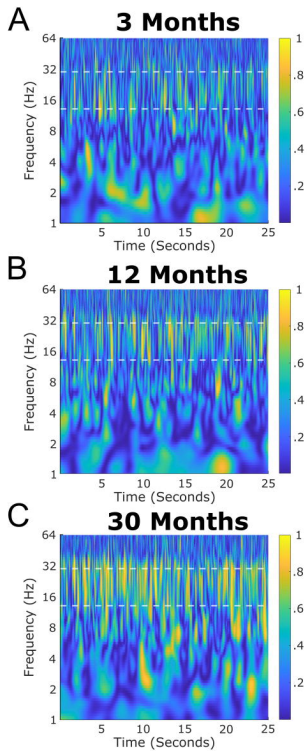 A
3 Months
64
32
16
8
4
2
1
Frequency (Hz)
5 10 15 20 25
Time (Seconds)
1
.8
.6
.4
.2
B
12 Months
64
32
16
8
4
2
1
Frequency (Hz)
5 10 15 20 25
Time (Seconds)
1
.8
.6
.4
.2
C
30 Months
64
32
16
8
4
2
1
Frequency (Hz)
5 10 15 20 25
Time (Seconds)
1
.8
.6
.4
.2